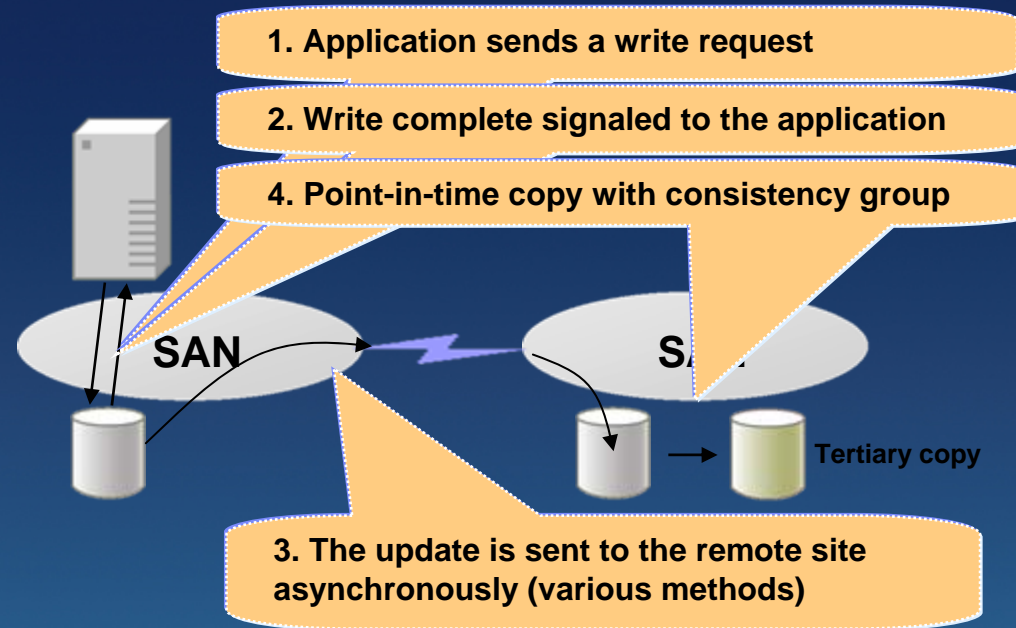 1. Application sends a write request
2. Write complete signaled to the application
4. Point-in-time copy with consistency group
SAN
Tertiary copy
3. The update is sent to the remote site
asynchronously (various methods)